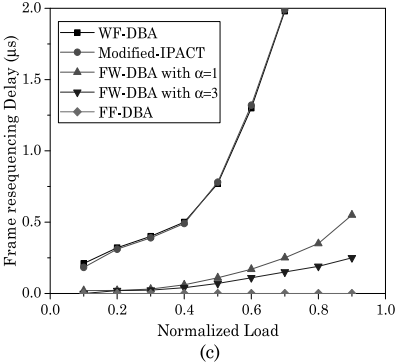 2.0
1.5
1.0
0.5
0.0
Frame resequencing Delay (μs)
WF-DBA
Modified-IPACT
FW-DBA with α=1
FW-DBA with α=3
FF-DBA
0.0 0.2 0.4 0.6 0.8 1.0
Normalized Load
(c)